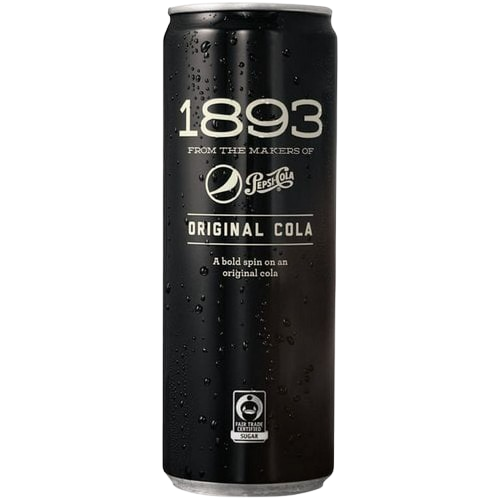 1893
FROM THE MAKERS OF
PEPSI-COLA
ORIGINAL COLA
A bold spin on an
original cola
FAIR TRADE
CERTIFIED
SUGAR